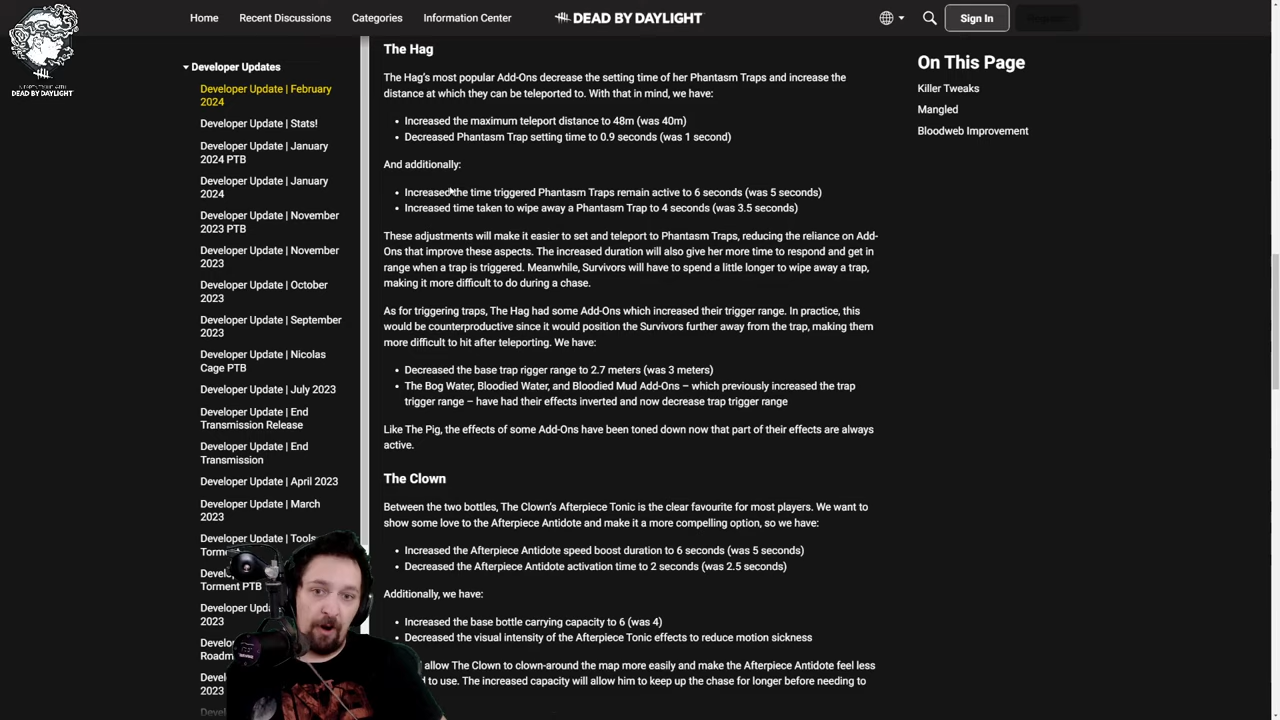 Home
Recent Discussions
Categories
Information Center
DEAD BY DAYLIGHT
Sign In
DEAD BY DAYLIGHT
Developer Updates
Developer Update | February
2024
Developer Update | Stats!
Developer Update | January
2024 PTB
Developer Update | January
2024
Developer Update | November
2023 PTB
Developer Update | November
2023
Developer Update | October
2023
Developer Update | September
2023
Developer Update | Nicolas
Cage PTB
Developer Update | July 2023
Developer Update | End
Transmission Release
Developer Update | End
Transmission
Developer Update | April 2023
Developer Update | March
2023
Developer Update | Tools
Torment PTB
2023
2023
The Hag
The Hag's most popular Add-Ons decrease the setting time of her Phantasm Traps and increase the
distance at which they can be teleported to. With that in mind, we have:
• Increased the maximum teleport distance to 48m (was 40m)
• Decreased Phantasm Trap setting time to 0.9 seconds (was 1 second)
And additionally:
• Increased the time triggered Phantasm Traps remain active to 6 seconds (was 5 seconds)
• Increased time taken to wipe away a Phantasm Trap to 4 seconds (was 3.5 seconds)
These adjustments will make it easier to set and teleport to Phantasm Traps, reducing the reliance on Add-
Ons that improve these aspects. The increased duration will also give her more time to respond and get in
range when a trap is triggered. Meanwhile, Survivors will have to spend a little longer to wipe away a trap,
making it more difficult to do during a chase.
As for triggering traps, The Hag had some Add-Ons which increased their trigger range. In practice, this
would be counterproductive since it would position the Survivors further away from the trap, making them
more difficult to hit after teleporting. We have:
• Decreased the base trap rigger range to 2.7 meters (was 3 meters)
• The Bog Water, Bloodied Water, and Bloodied Mud Add-Ons – which previously increased the trap
trigger range – have had their effects inverted and now decrease trap trigger range
Like The Pig, the effects of some Add-Ons have been toned down now that part of their effects are always
active.
The Clown
Between the two bottles, The Clown's Afterpiece Tonic is the clear favourite for most players. We want to
show some love to the Afterpiece Antidote and make it a more compelling option, so we have:
• Increased the Afterpiece Antidote speed boost duration to 6 seconds (was 5 seconds)
• Decreased the Afterpiece Antidote activation time to 2 seconds (was 2.5 seconds)
Additionally, we have:
• Increased the base bottle carrying capacity to 6 (was 4)
• Decreased the visual intensity of the Afterpiece Tonic effects to reduce motion sickness
allow The Clown to clown-around the map more easily and make the Afterpiece Antidote feel less
to use. The increased capacity will allow him to keep up the chase for longer before needing to
On This Page
Killer Tweaks
Mangled
Bloodweb Improvement